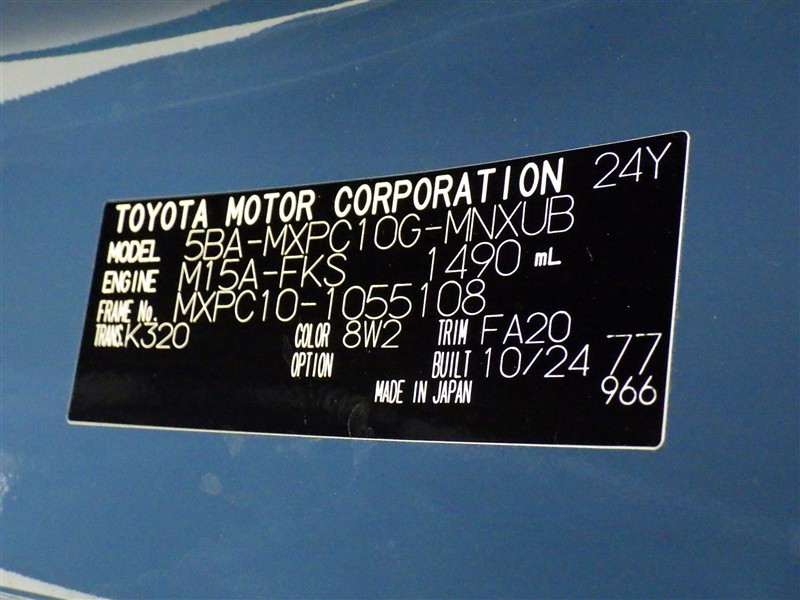 TOYOTA MOTOR CORPORATION 24Y
MODEL 5BA-MXPC10G-MNXUB
ENGINE M15A-FKS 1490 mL
FRAME No. MXPC10-1055108
TRANS. K320 COLOR 8W2 TRIM FA20
OPTION BUILT 10/24 77
MADE IN JAPAN 966